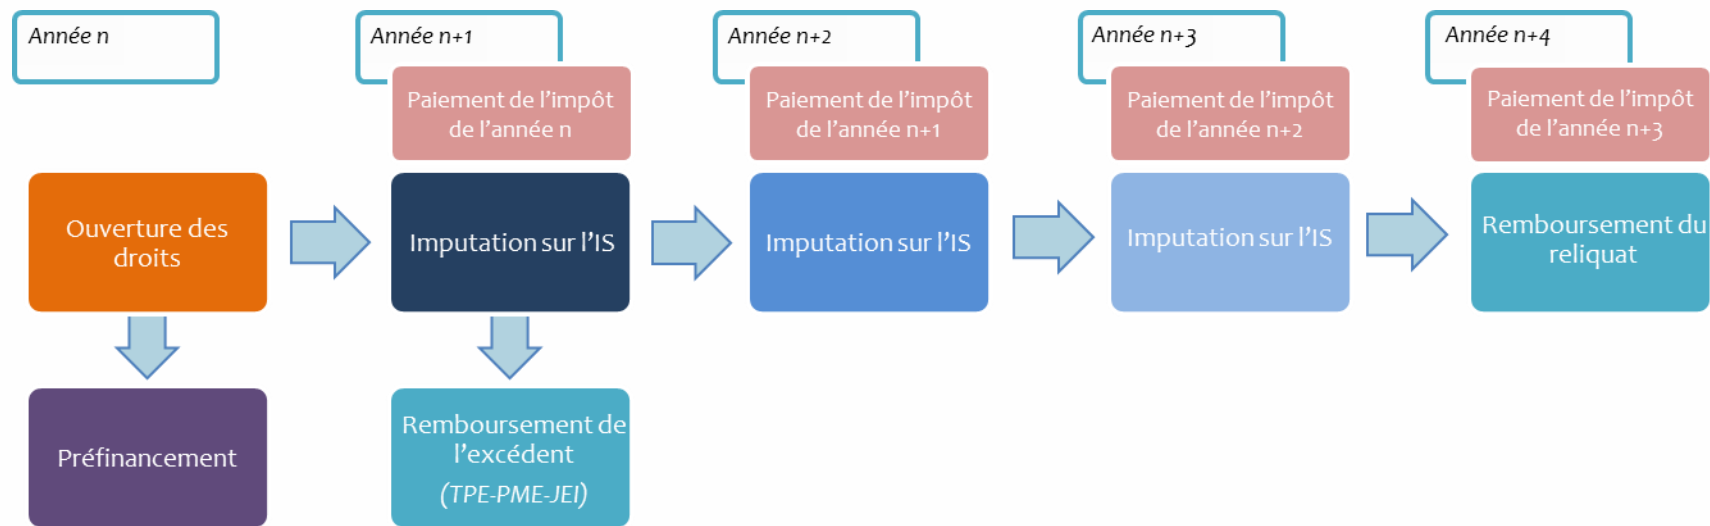 Année n
Année n+1
Année n+2
Année n+3
Année n+4
Paiement de l'impôt
de l'année n
Paiement de l'impôt
de l'année n+1
Paiement de l'impôt
de l'année n+2
Paiement de l'impôt
de l'année n+3
Ouverture des
droits
Imputation sur l'IS
Imputation sur l'IS
Imputation sur l'IS
Remboursement du
reliquat
Préfinancement
Remboursement de
l'excédent
(TPE-PME-JEI)